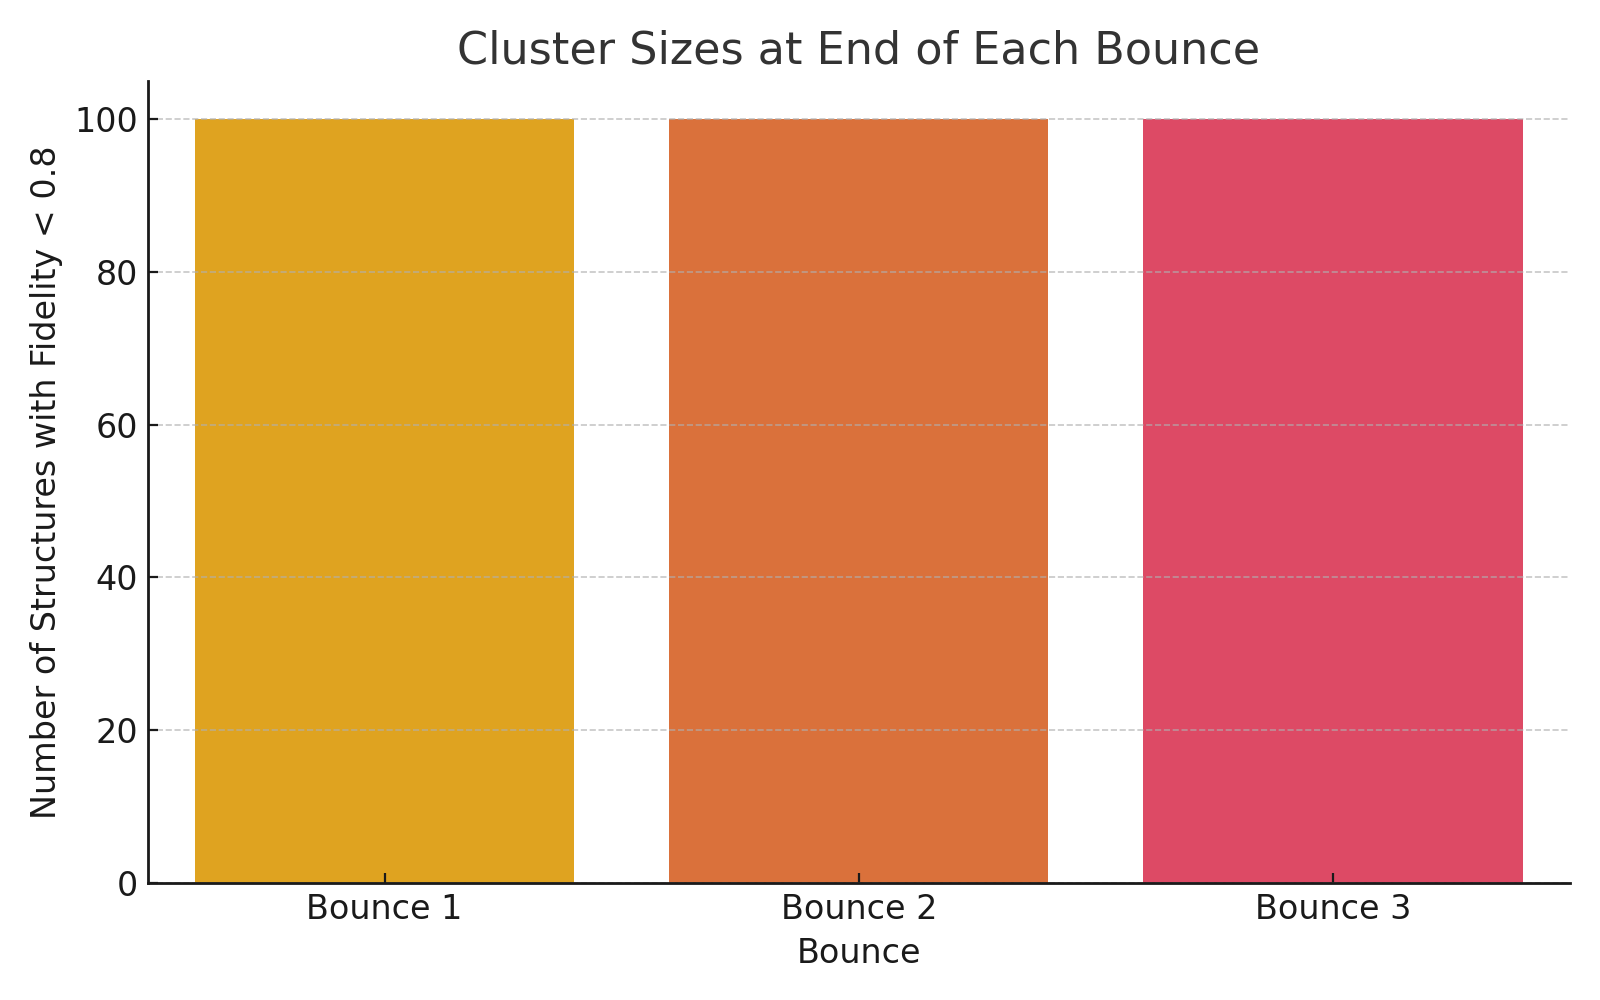 Cluster Sizes at End of Each Bounce
Number of Structures with Fidelity < 0.8
100
80
60
40
20
0
Bounce 1
Bounce 2
Bounce 3
Bounce